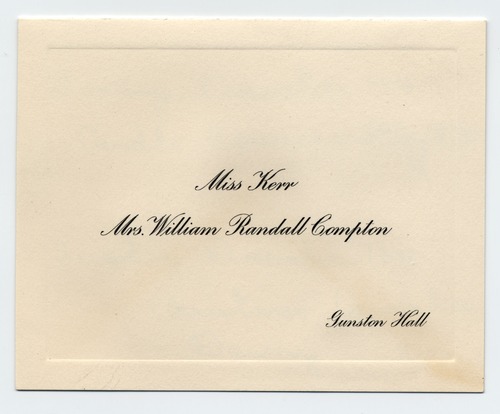 Miss Kerr
Mrs. William Randall Compton
Gunston Hall